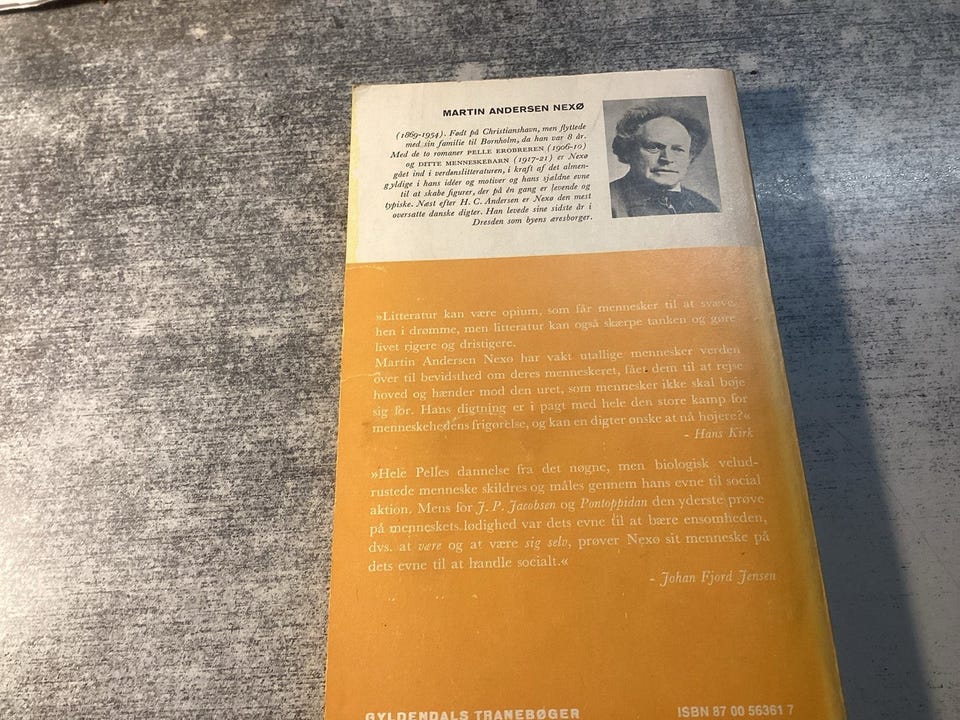 MARTIN ANDERSEN NEXØ
(1869-1954). Født på Christianshavn, men flyttede
med sin familie til Bornholm, da han var 8 år.
Med de to romaner PELLE EROBREREN (1906-10)
og DITTE MENNESKEBARN (1917-21) er Nexø
gået ind i verdenslitteraturen, i kraft af det almen-
gyldige i hans idéer og motiver og hans sjældne evne
til at skabe figurer, der på én gang er levende og
typiske. Næst efter H. C. Andersen er Nexø den mest
oversatte danske digter. Han levede sine sidste år i
Dresden som byens æresborger.
»Litteratur kan være opium, som får mennesker til at svæve
hen i drømme, men litteratur kan også skærpe tanken og gøre
livet rigere og dristigere.
Martin Andersen Nexø har vakt utallige mennesker verden
over til bevidsthed om deres menneskeret, fået dem til at rejse
hoved og hænder mod den uret, som mennesker ikke skal bøje
sig for. Hans digtning er i pagt med hele den store kamp for
menneskehedens frigørelse, og kan en digter ønske at nå højere?«
- Hans Kirk
»Hele Pelles dannelse fra det nøgne, men biologisk velud-
rustede menneske skildres og måles gennem hans evne til social
aktion. Mens for J. P. Jacobsen og Pontoppidan den yderste prøve
på menneskets lødighed var dets evne til at bære ensomheden,
dvs. at være og at være sig selv, prøver Nexø sit menneske på
dets evne til at handle socialt.«
- Johan Fjord Jensen
GYLDENDALS TRANEBØGER
ISBN 87 00 56361 7